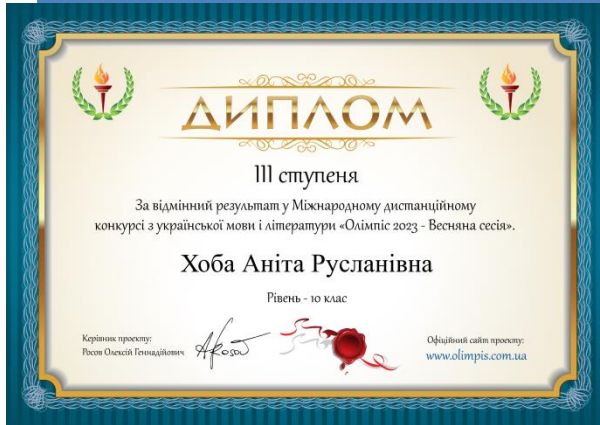 ДИПЛОМ
III ступеня
За відмінний результат у Міжнародному дистанційному
конкурсі з української мови і літератури «Олімпіс 2023 - Весняна сесія».
Хоба Аніта Русланівна
Рівень - 10 клас
Керівник проекту:
Росов Олексій Геннадійович
Офіційний сайт проекту:
www.olimpis.com.ua